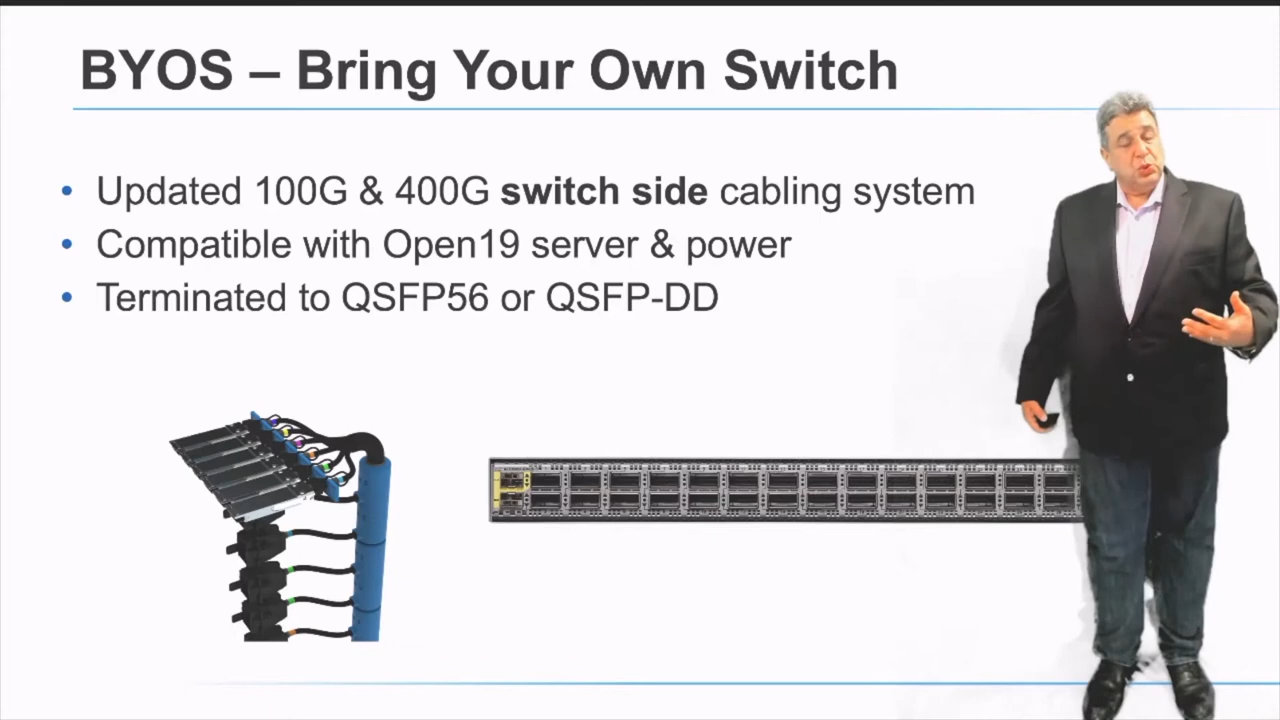 BYOS – Bring Your Own Switch
• Updated 100G & 400G switch side cabling system
• Compatible with Open19 server & power
• Terminated to QSFP56 or QSFP-DD